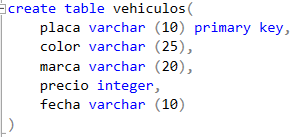 create table vehiculos(
placa varchar (10) primary key,
color varchar (25),
marca varchar (20),
precio integer,
fecha varchar (10)
)